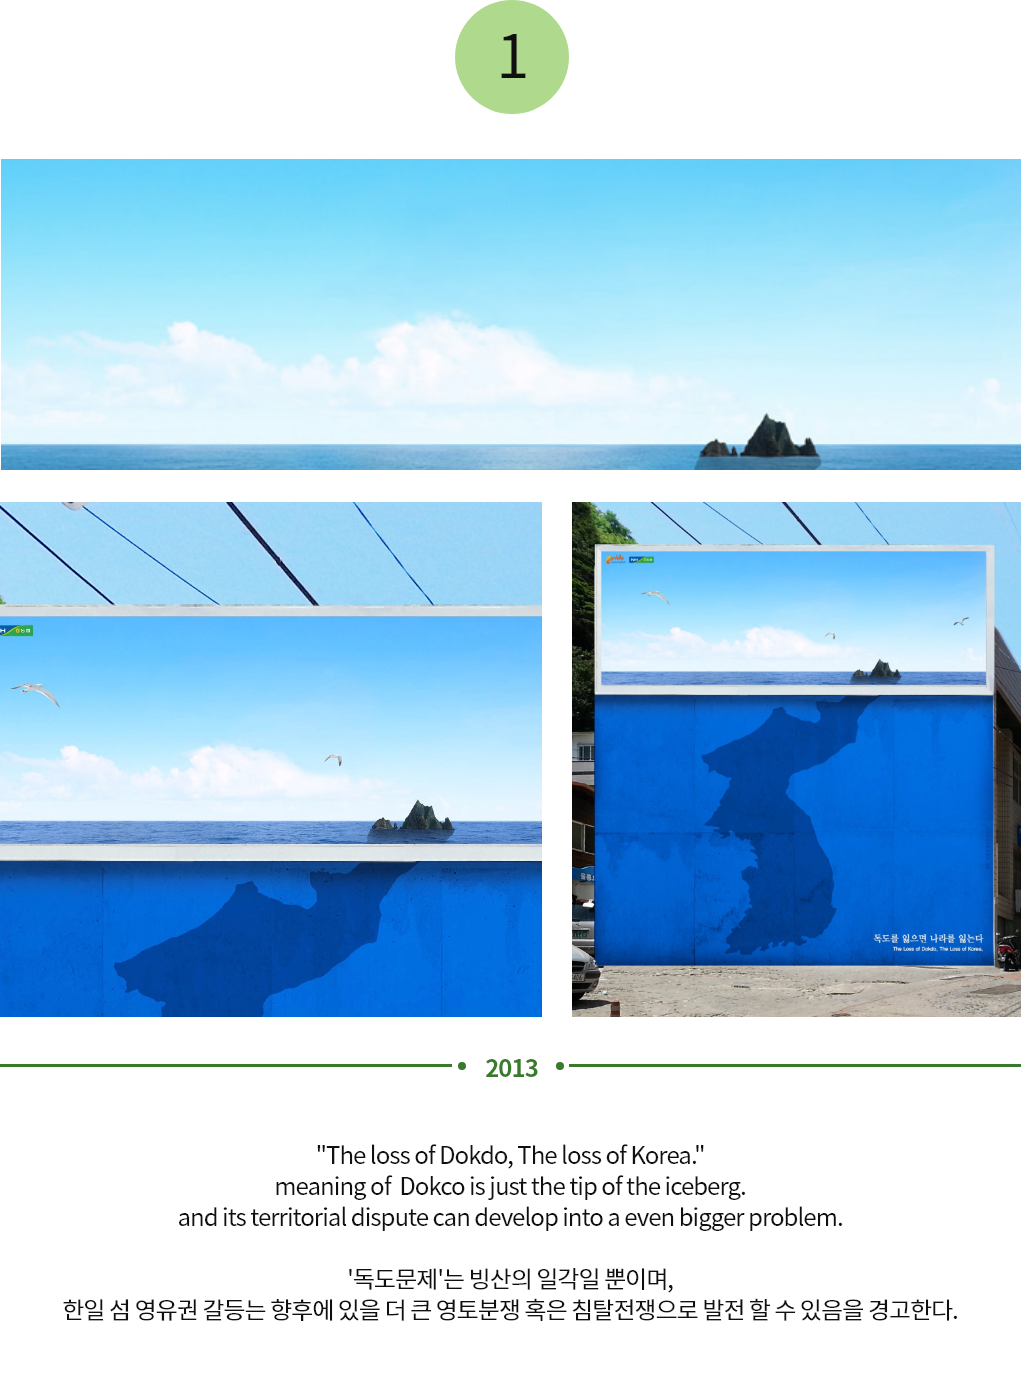 1
NH
독도를 잃으면 나라를 잃는다
The Loss of Dokdo, The Loss of Korea.
2013
"The loss of Dokdo, The loss of Korea."
meaning of  Dokco is just the tip of the iceberg.
and its territorial dispute can develop into a even bigger problem.
'독도문제'는 빙산의 일각일 뿐이며,
한일 섬 영유권 갈등는 향후에 있을 더 큰 영토분쟁 혹은 침탈전쟁으로 발전 할 수 있음을 경고한다.